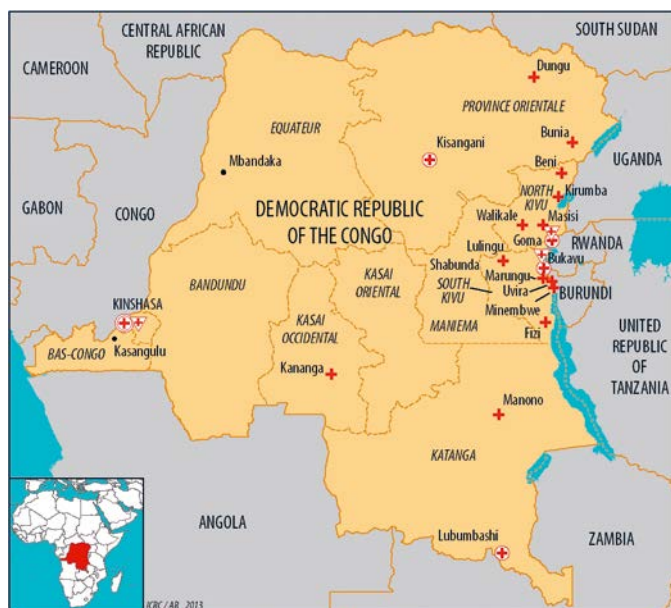 SOUTH SUDAN
CENTRAL AFRICAN
REPUBLIC
CAMEROON
Dungu
PROVINCE ORIENTALE
EQUATEUR
Bunia
Kisangani
UGANDA
Beni
Mbandaka
NORTH
KIVU
Kirumba
GABON
CONGO
DEMOCRATIC REPUBLIC
OF THE CONGO
Walikale
Masisi
Goma
RWANDA
Lulingu
Bukavu
Shabunda
KASAI
ORIENTAL
BANDUNDU
Marungu
SOUTH
KIVU
Uvira
BURUNDI
Minembwe
KINSHASA
KASAI
OCCIDENTAL
MANIEMA
Fizi
BAS-CONGO
Kasangulu
UNITED
REPUBLIC
OF
TANZANIA
Kananga
Manono
KATANGA
ANGOLA
Lubumbashi
ZAMBIA
ICRC / AR 2013